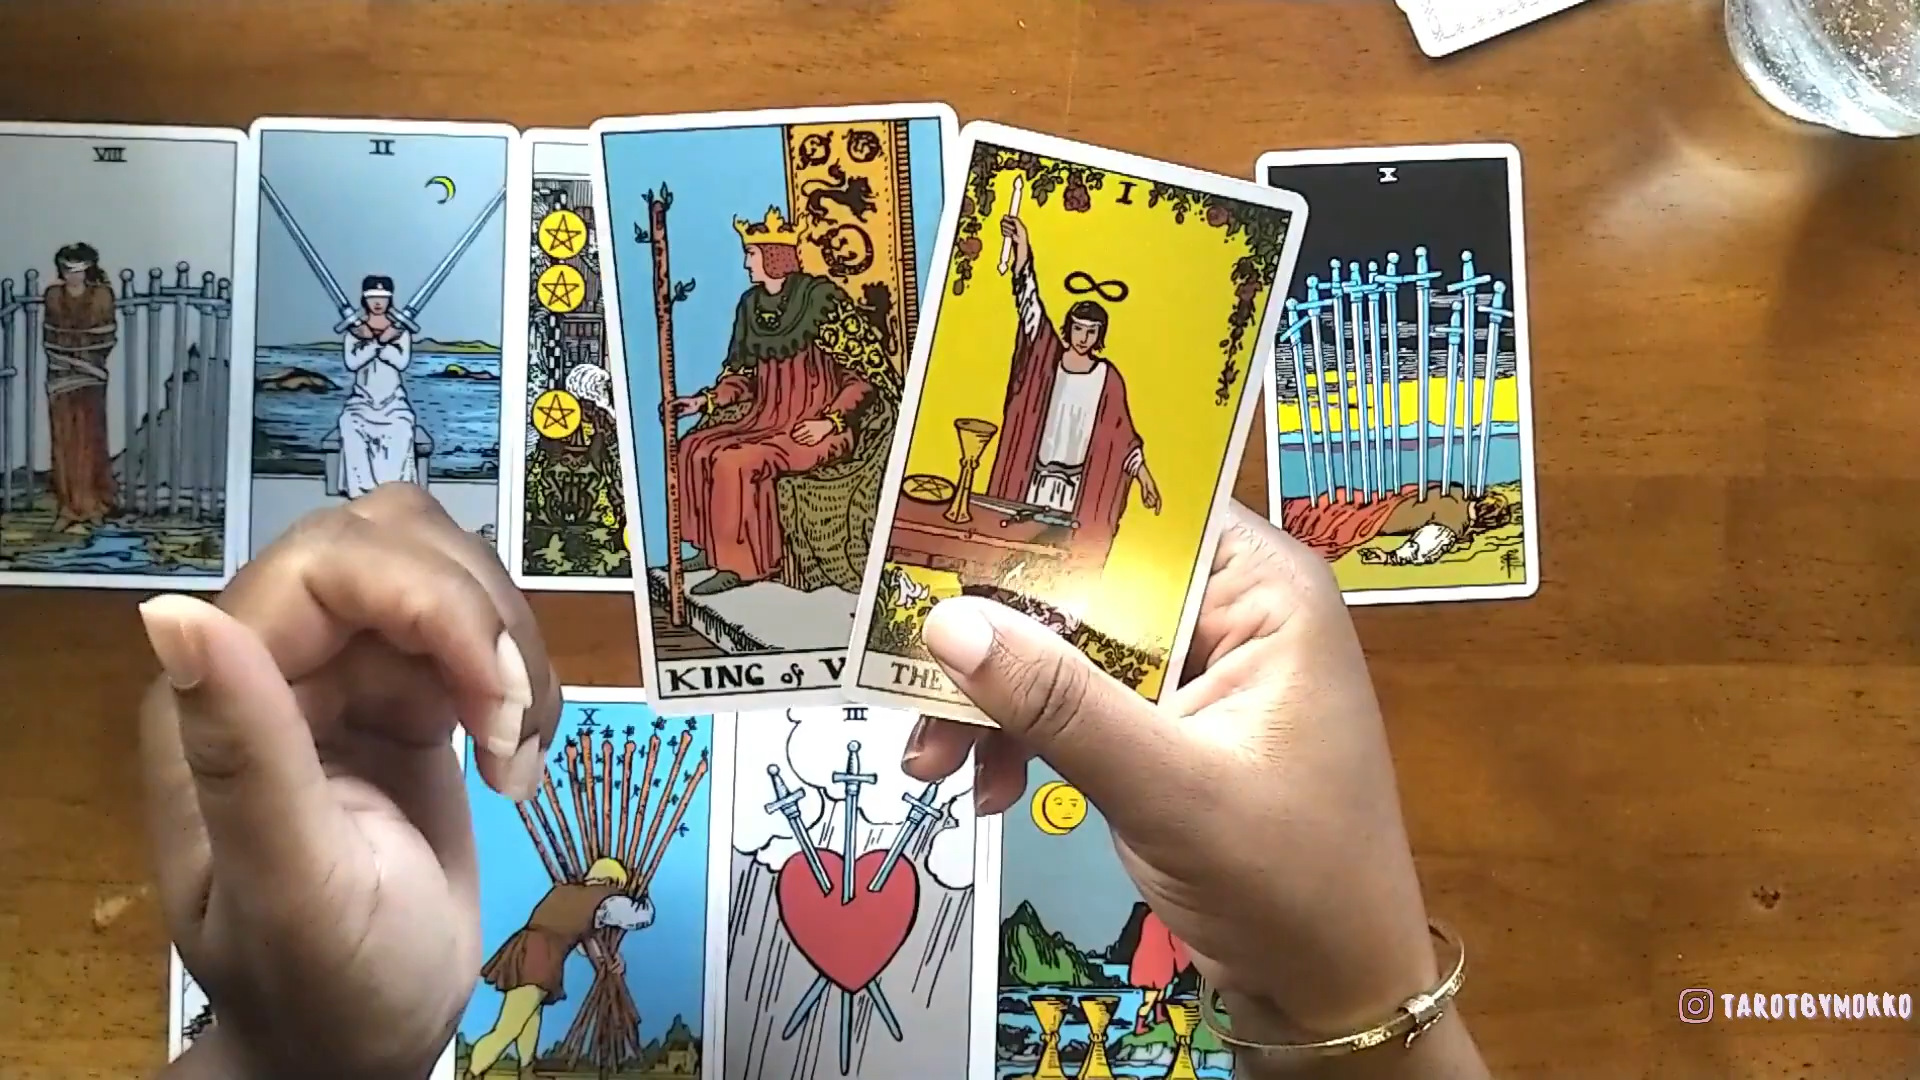 VIII
II
I
X
KING of
THE
X
III
TAROTBYMOKKO